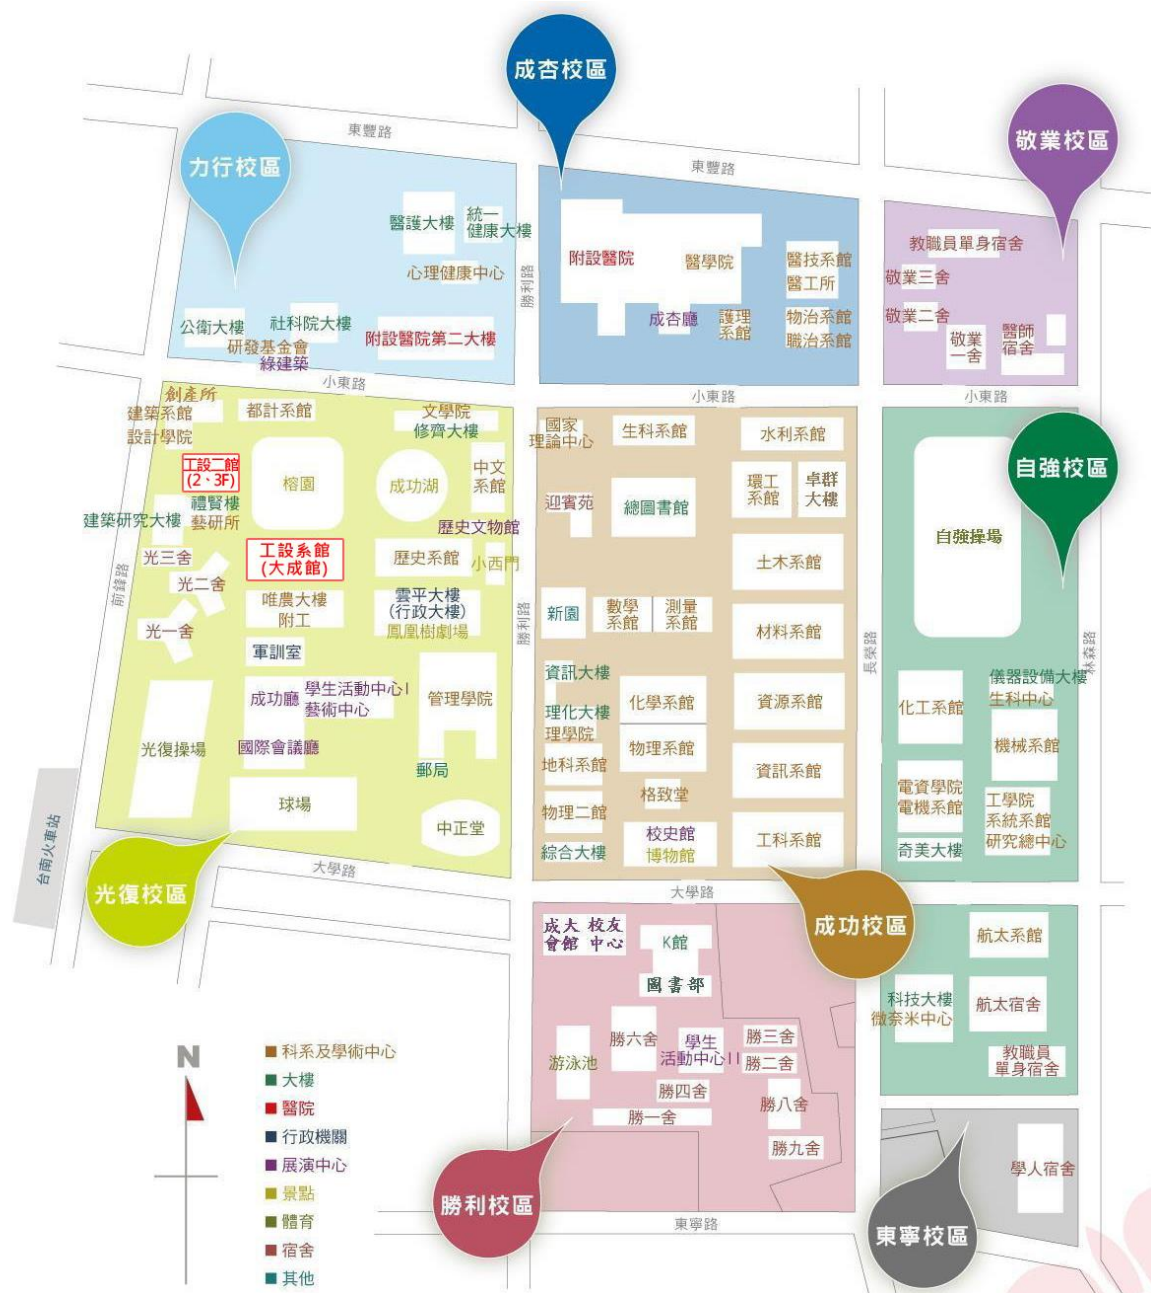 成杏校區
敬業校區
力行校區
東豐路
東豐路
醫護大樓
統一
健康大樓
心理健康中心
公衛大樓
社科院大樓
研發基金會
綠建築
附設醫院第二大樓
勝利路
附設醫院
醫學院
醫技系館
醫工所
成杏廳
護理
系館
物治系館
職治系館
教職員單身宿舍
敬業三舍
敬業二舍
敬業
一舍
醫師
宿舍
小東路
小東路
小東路
創產所
建築系館
設計學院
都計系館
文學院
修齊大樓
工設二館
(2、3F)
榕園
成功湖
中文
系館
禮賢樓
藝研所
建築研究大樓
歷史文物館
光三舍
工設系館
(大成館)
歷史系館
小西門
光二舍
前鋒路
唯農大樓
附工
雲平大樓
(行政大樓)
鳳凰樹劇場
光一舍
軍訓室
勝利路
成功廳
學生活動中心I
藝術中心
管理學院
光復操場
國際會議廳
郵局
球場
中正堂
台南火車站
光復校區
大學路
國家
理論中心
生科系館
水利系館
迎賓苑
總圖書館
環工
系館
卓群
大樓
土木系館
新園
數學
系館
測量
系館
材料系館
資訊大樓
理化大樓
理學院
化學系館
資源系館
地科系館
物理系館
資訊系館
物理二館
格致堂
綜合大樓
校史館
博物館
工科系館
長榮路
大學路
成功校區
自強校區
自強操場
林森路
儀器設備大樓
生科中心
化工系館
機械系館
電資學院
電機系館
工學院
系統系館
研究總中心
奇美大樓
航太系館
科技大樓
微奈米中心
航太宿舍
教職員
單身宿舍
成大 校友
會館 中心
K館
圖書部
游泳池
勝六舍
學生
活動中心II
勝三舍
勝二舍
勝四舍
勝一舍
勝八舍
勝九舍
勝利校區
東寧路
學人宿舍
東寧校區
N
科系及學術中心
大樓
醫院
行政機關
展演中心
景點
體育
宿舍
其他